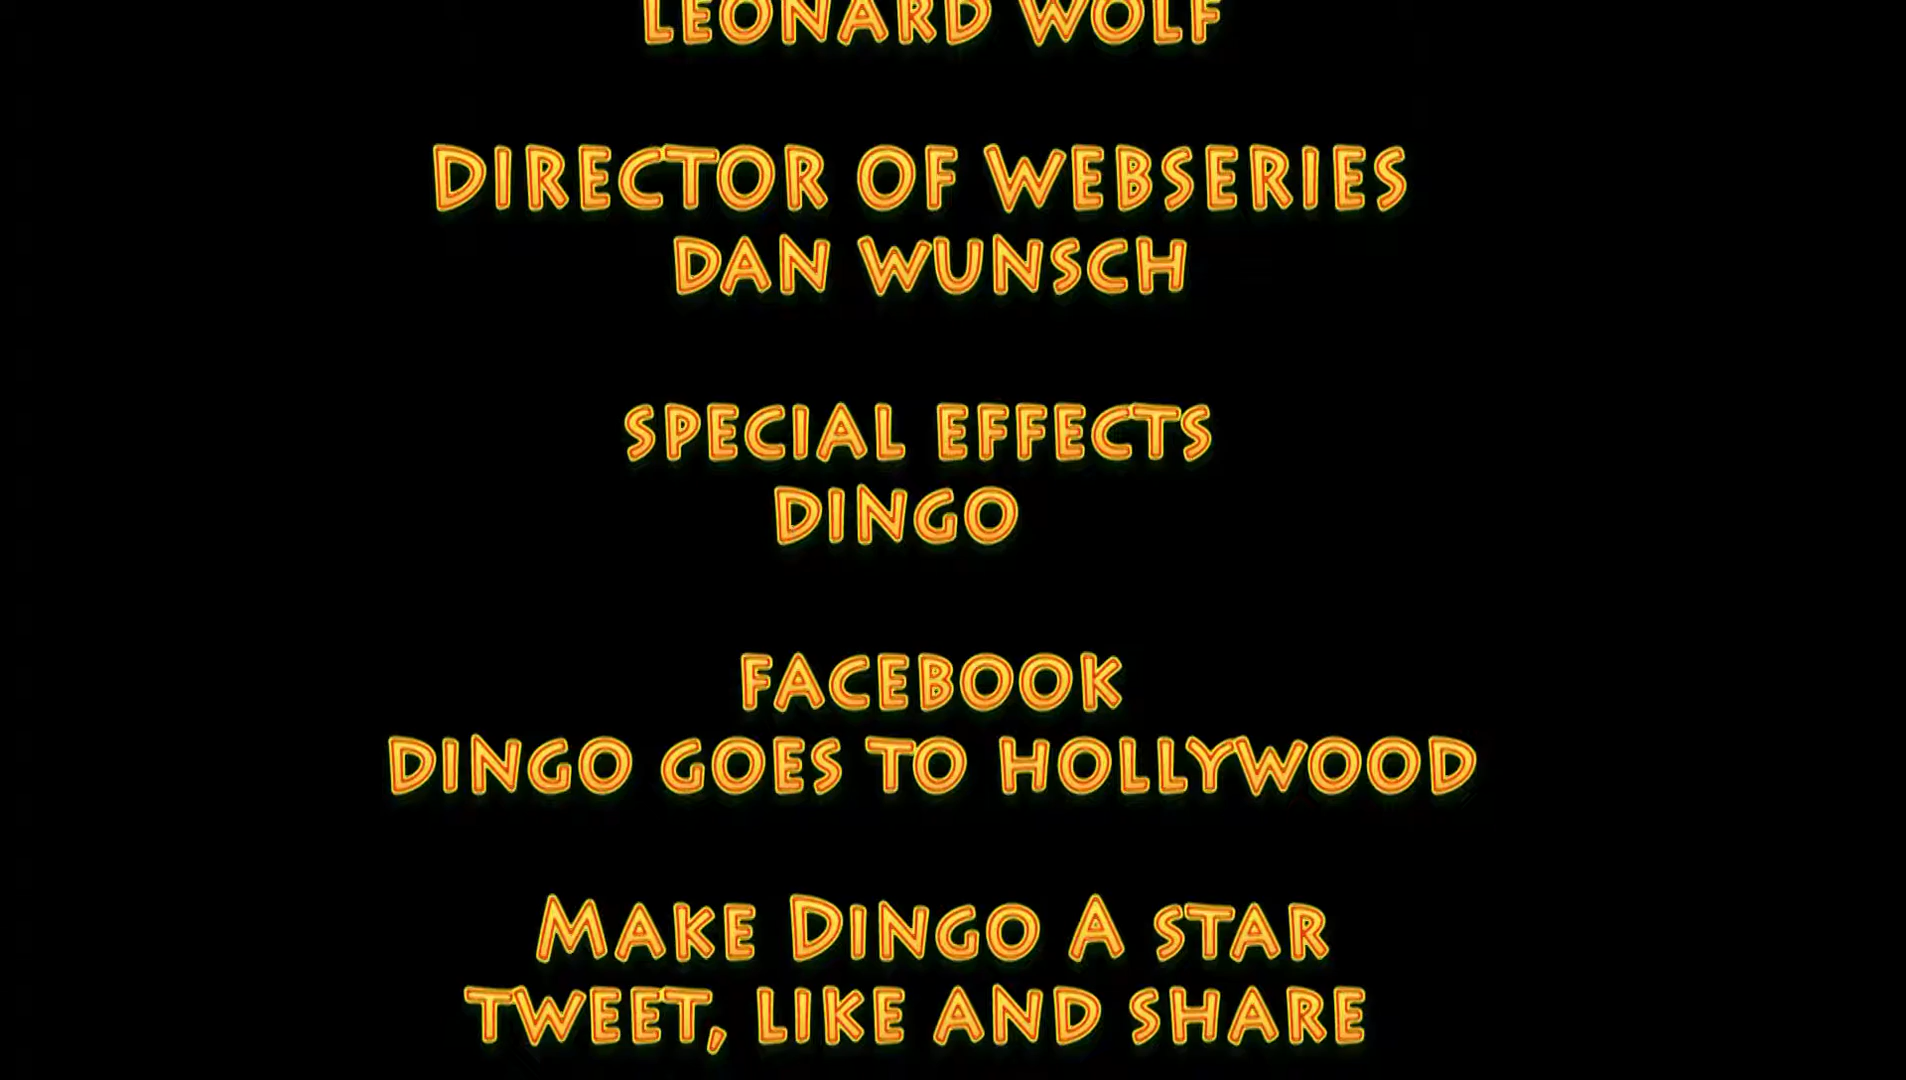 LEONARD WOLF
DIRECTOR OF WEBSERIES
DAN WUNSCH
SPECIAL EFFECTS
DINGO
FACEBOOK
DINGO GOES TO HOLLYWOOD
MAKE DINGO A STAR
TWEET, LIKE AND SHARE